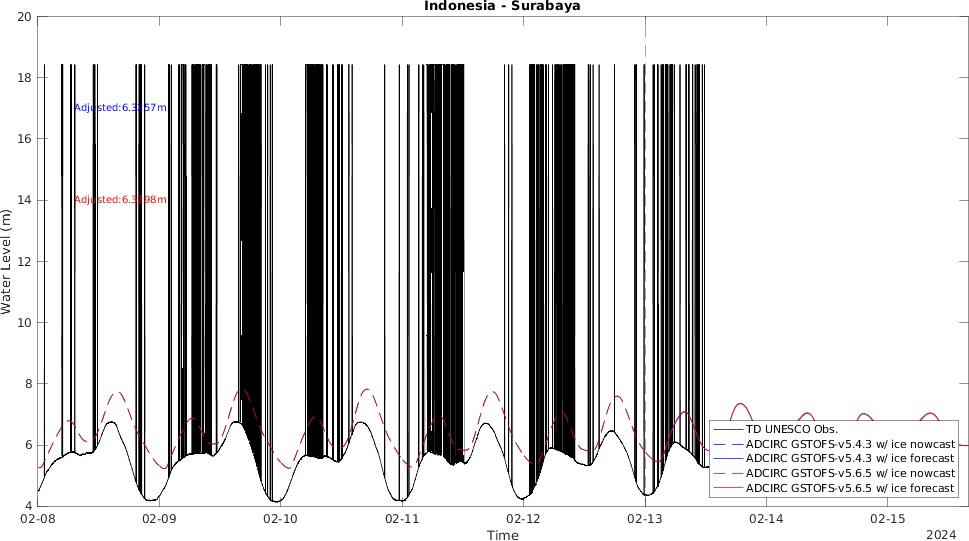 Indonesia - Surabaya
20
18
16
14
12
10
8
6
4
Water Level (m)
Adjusted:
Adjusted:
TD UNESCO Obs.
ADCIRC GSTOFS-v5.4.3 w/ ice nowcast
ADCIRC GSTOFS-v5.4.3 w/ ice forecast
ADCIRC GSTOFS-v5.6.5 w/ ice nowcast
ADCIRC GSTOFS-v5.6.5 w/ ice forecast
02-08 02-09 02-10 02-11 02-12 02-13 02-14 02-15
Time
2024